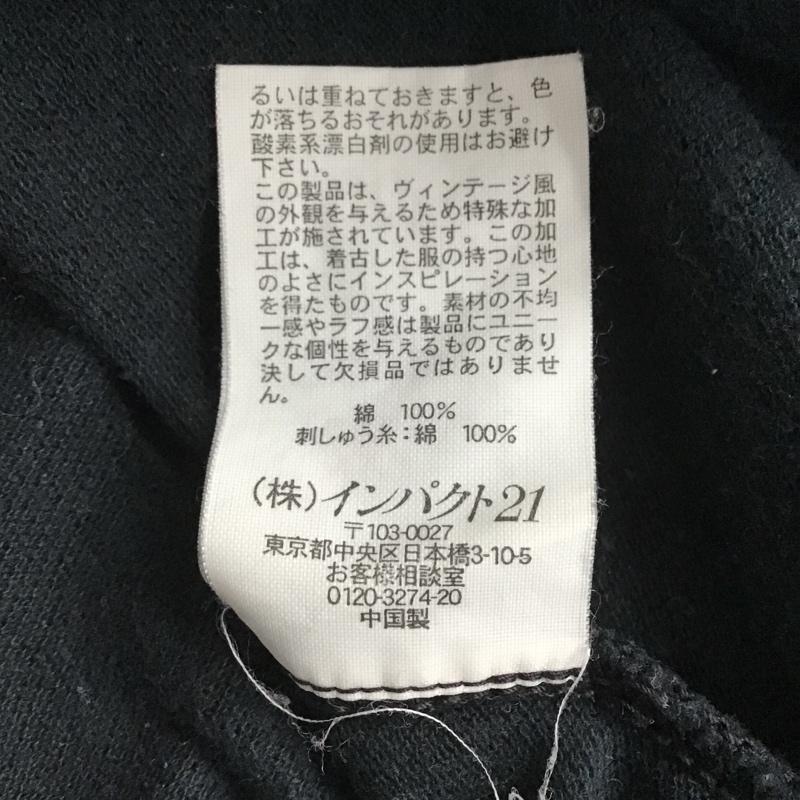 るいは重ねておきますと、色
が落ちるおそれがあります。
酸素系漂白剤の使用はお避け
下さい。
この製品は、ヴィンテージ風
の外観を与えるため特殊な加
工が施されています。この加
工は、着古した服の持つ心地
のよさにインスピレーション
を得たものです。素材の不均
一感やラフ感は製品にユニー
クな個性を与えるものであり
決して欠損品ではありませ
ん。
綿 100%
刺しゅう糸：綿 100%
(株)インパクト21
〒103-0027
東京都中央区日本橋3-10-5
お客様相談室
0120-3274-20
中国製